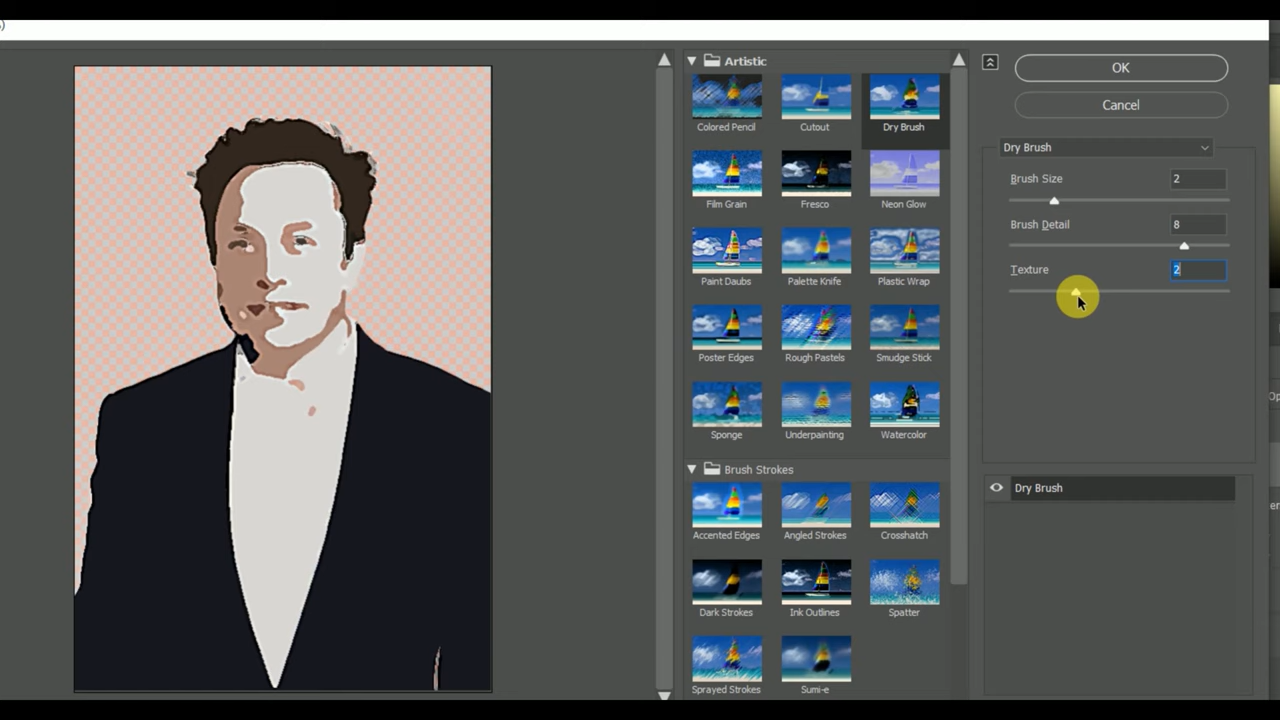 Artistic
OK
Colored Pencil
Cutout
Dry Brush
Cancel
Dry Brush
Film Grain
Fresco
Neon Glow
Brush Size
2
Brush Detail
8
Paint Daubs
Palette Knife
Plastic Wrap
Texture
2
Poster Edges
Rough Pastels
Smudge Stick
Sponge
Underpainting
Watercolor
Brush Strokes
Dry Brush
Accented Edges
Angled Strokes
Crosshatch
Dark Strokes
Ink Outlines
Spatter
Sprayed Strokes
Sumi-e